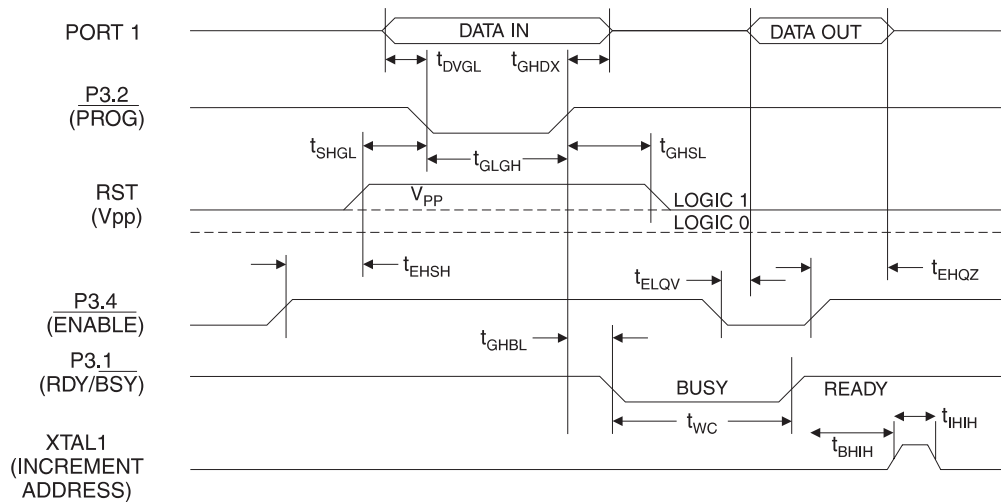 PORT 1
DATA IN
DATA OUT
tDVGL
tGHDX
P3.2
(PROG)
tSHGL
tGLGH
tGHSL
RST
(Vpp)
VPP
LOGIC 1
LOGIC 0
tEHSH
tELQV
tEHQZ
P3.4
(ENABLE)
tGHBL
P3.1
(RDY/BSY)
BUSY
READY
tWC
tIHIH
tBHIH
XTAL1
(INCREMENT
ADDRESS)